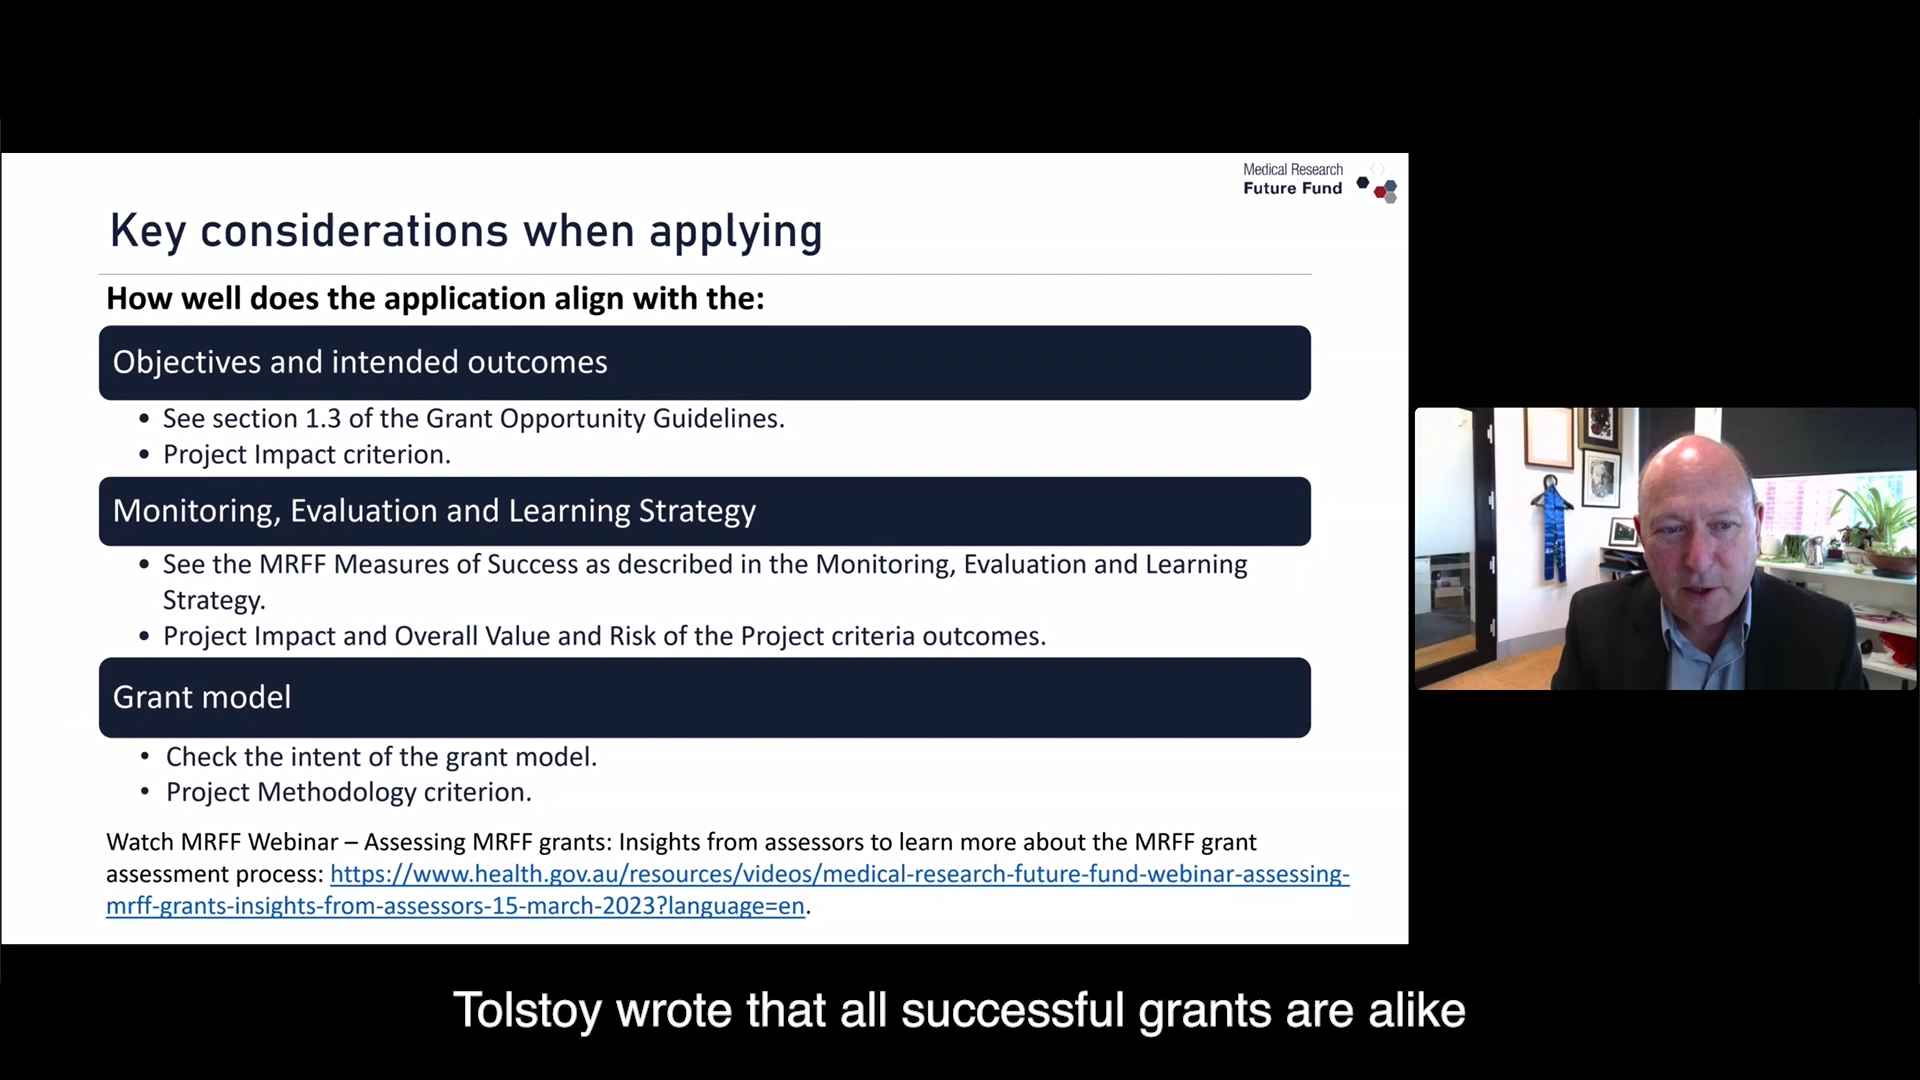 Medical Research
Future Fund
Key considerations when applying
How well does the application align with the:
Objectives and intended outcomes
• See section 1.3 of the Grant Opportunity Guidelines.
• Project Impact criterion.
Monitoring, Evaluation and Learning Strategy
• See the MRFF Measures of Success as described in the Monitoring, Evaluation and Learning
Strategy.
• Project Impact and Overall Value and Risk of the Project criteria outcomes.
Grant model
• Check the intent of the grant model.
• Project Methodology criterion.
Watch MRFF Webinar – Assessing MRFF grants: Insights from assessors to learn more about the MRFF grant
assessment process: https://www.health.gov.au/resources/videos/medical-research-future-fund-webinar-assessing-
mrff-grants-insights-from-assessors-15-march-2023?language=en.
Tolstoy wrote that all successful grants are alike